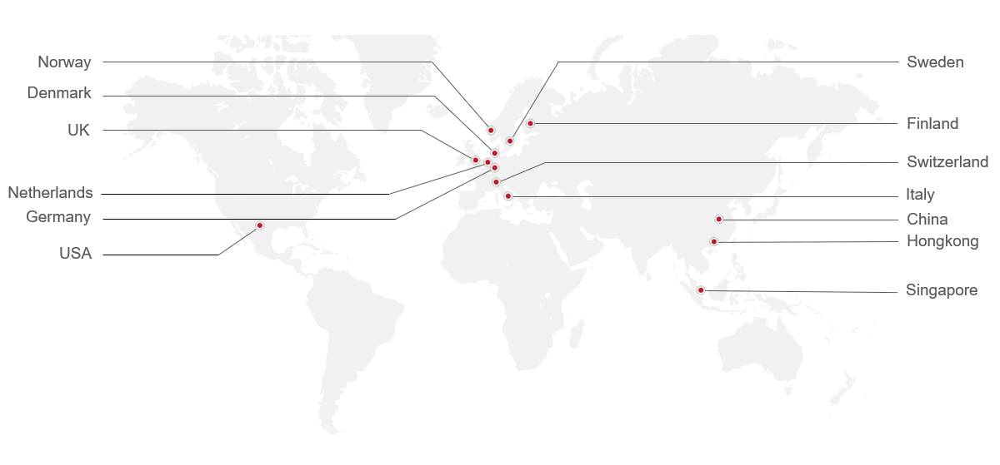 Norway
Denmark
UK
Netherlands
Germany
USA
Sweden
Finland
Switzerland
Italy
China
Hongkong
Singapore